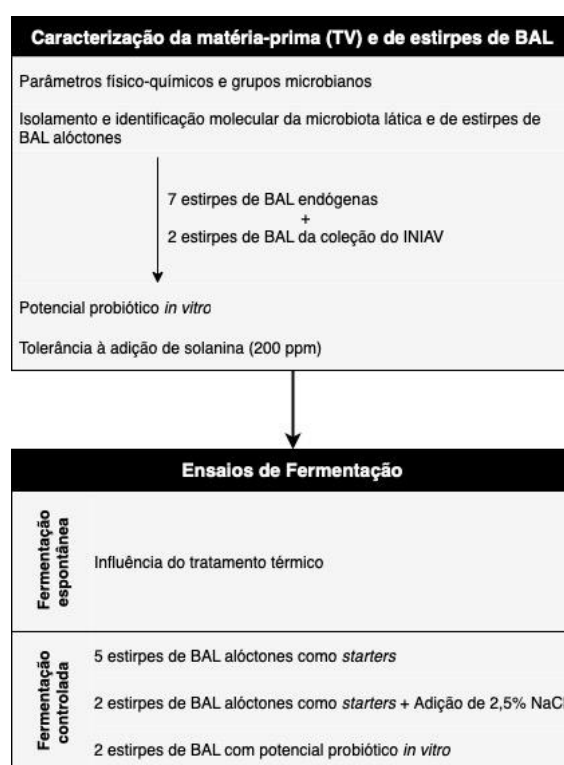 Caracterização da matéria-prima (TV) e de estirpes de BAL
Parâmetros físico-químicos e grupos microbianos
Isolamento e identificação molecular da microbiota lática e de estirpes de
BAL alóctones
7 estirpes de BAL endógenas
+
2 estirpes de BAL da coleção do INIAV
Potencial probiótico in vitro
Tolerância à adição de solanina (200 ppm)
Ensaios de Fermentação
Fermentação
espontânea
Influência do tratamento térmico
Fermentação
controlada
5 estirpes de BAL alóctones como starters
2 estirpes de BAL alóctones como starters + Adição de 2,5% NaCl
2 estirpes de BAL com potencial probiótico in vitro